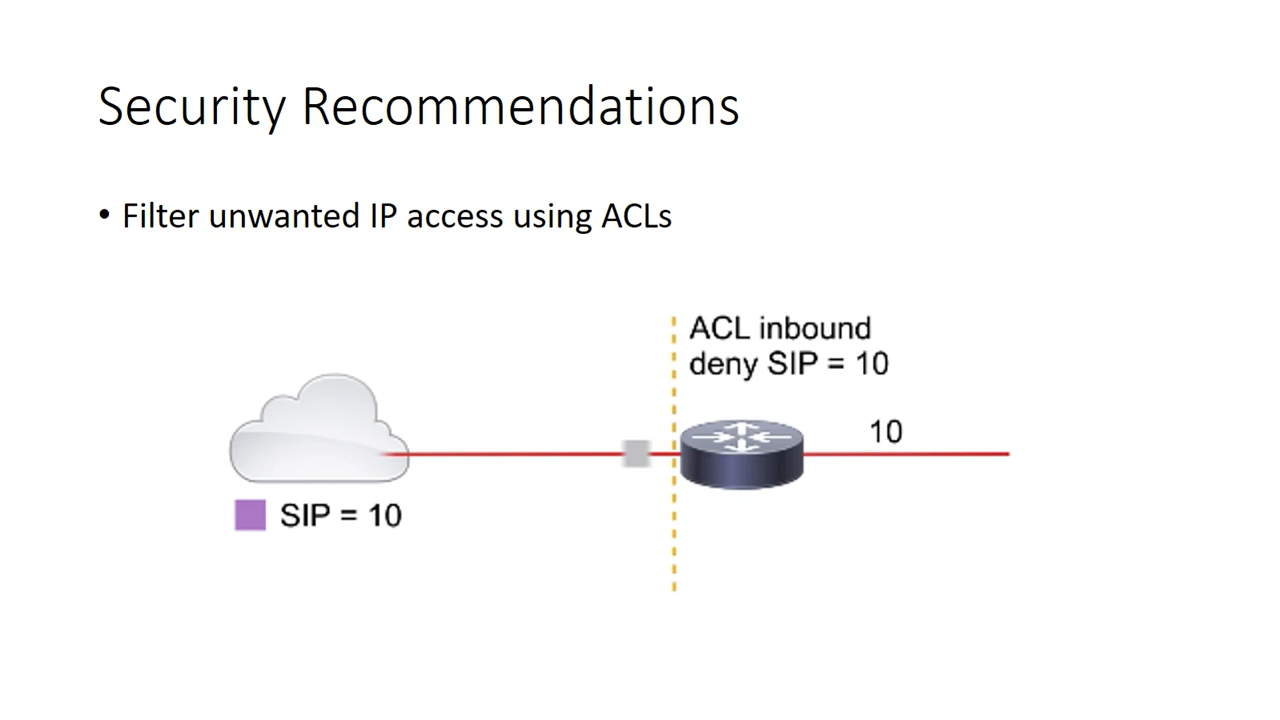 Security Recommendations
• Filter unwanted IP access using ACLs
ACL inbound
deny SIP = 10
10
SIP = 10